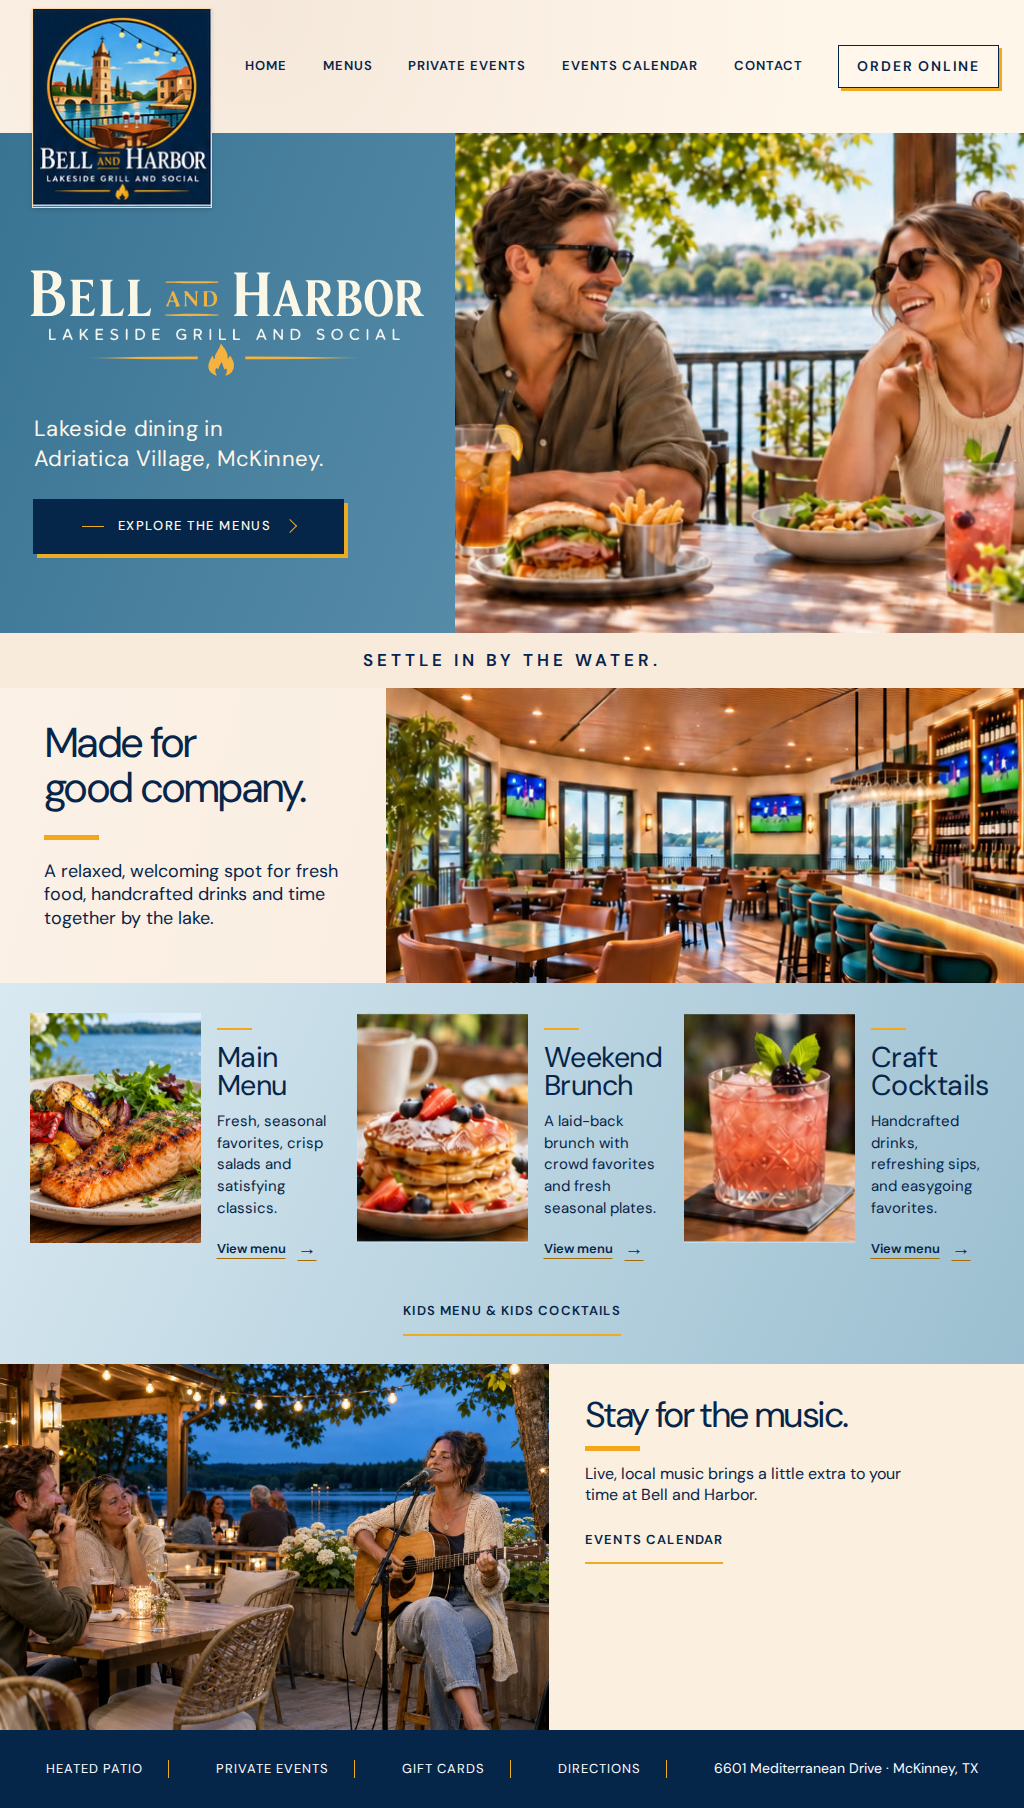 BELL AND HARBOR
LAKESIDE GRILL AND SOCIAL
HOME
MENUS
PRIVATE EVENTS
EVENTS CALENDAR
CONTACT
ORDER ONLINE
BELL AND HARBOR
LAKESIDE GRILL AND SOCIAL
Lakeside dining in
Adriatica Village, McKinney.
EXPLORE THE MENUS
SETTLE IN BY THE WATER.
Made for
good company.
A relaxed, welcoming spot for fresh
food, handcrafted drinks and time
together by the lake.
Main
Menu
Fresh, seasonal
favorites, crisp
salads and
satisfying
classics.
View menu →
Weekend
Brunch
A laid-back
brunch with
crowd favorites
and fresh
seasonal plates.
View menu →
Craft
Cocktails
Handcrafted
drinks,
refreshing sips,
and easygoing
favorites.
View menu →
KIDS MENU & KIDS COCKTAILS
Stay for the music.
Live, local music brings a little extra to your
time at Bell and Harbor.
EVENTS CALENDAR
HEATED PATIO
PRIVATE EVENTS
GIFT CARDS
DIRECTIONS
6601 Mediterranean Drive · McKinney, TX